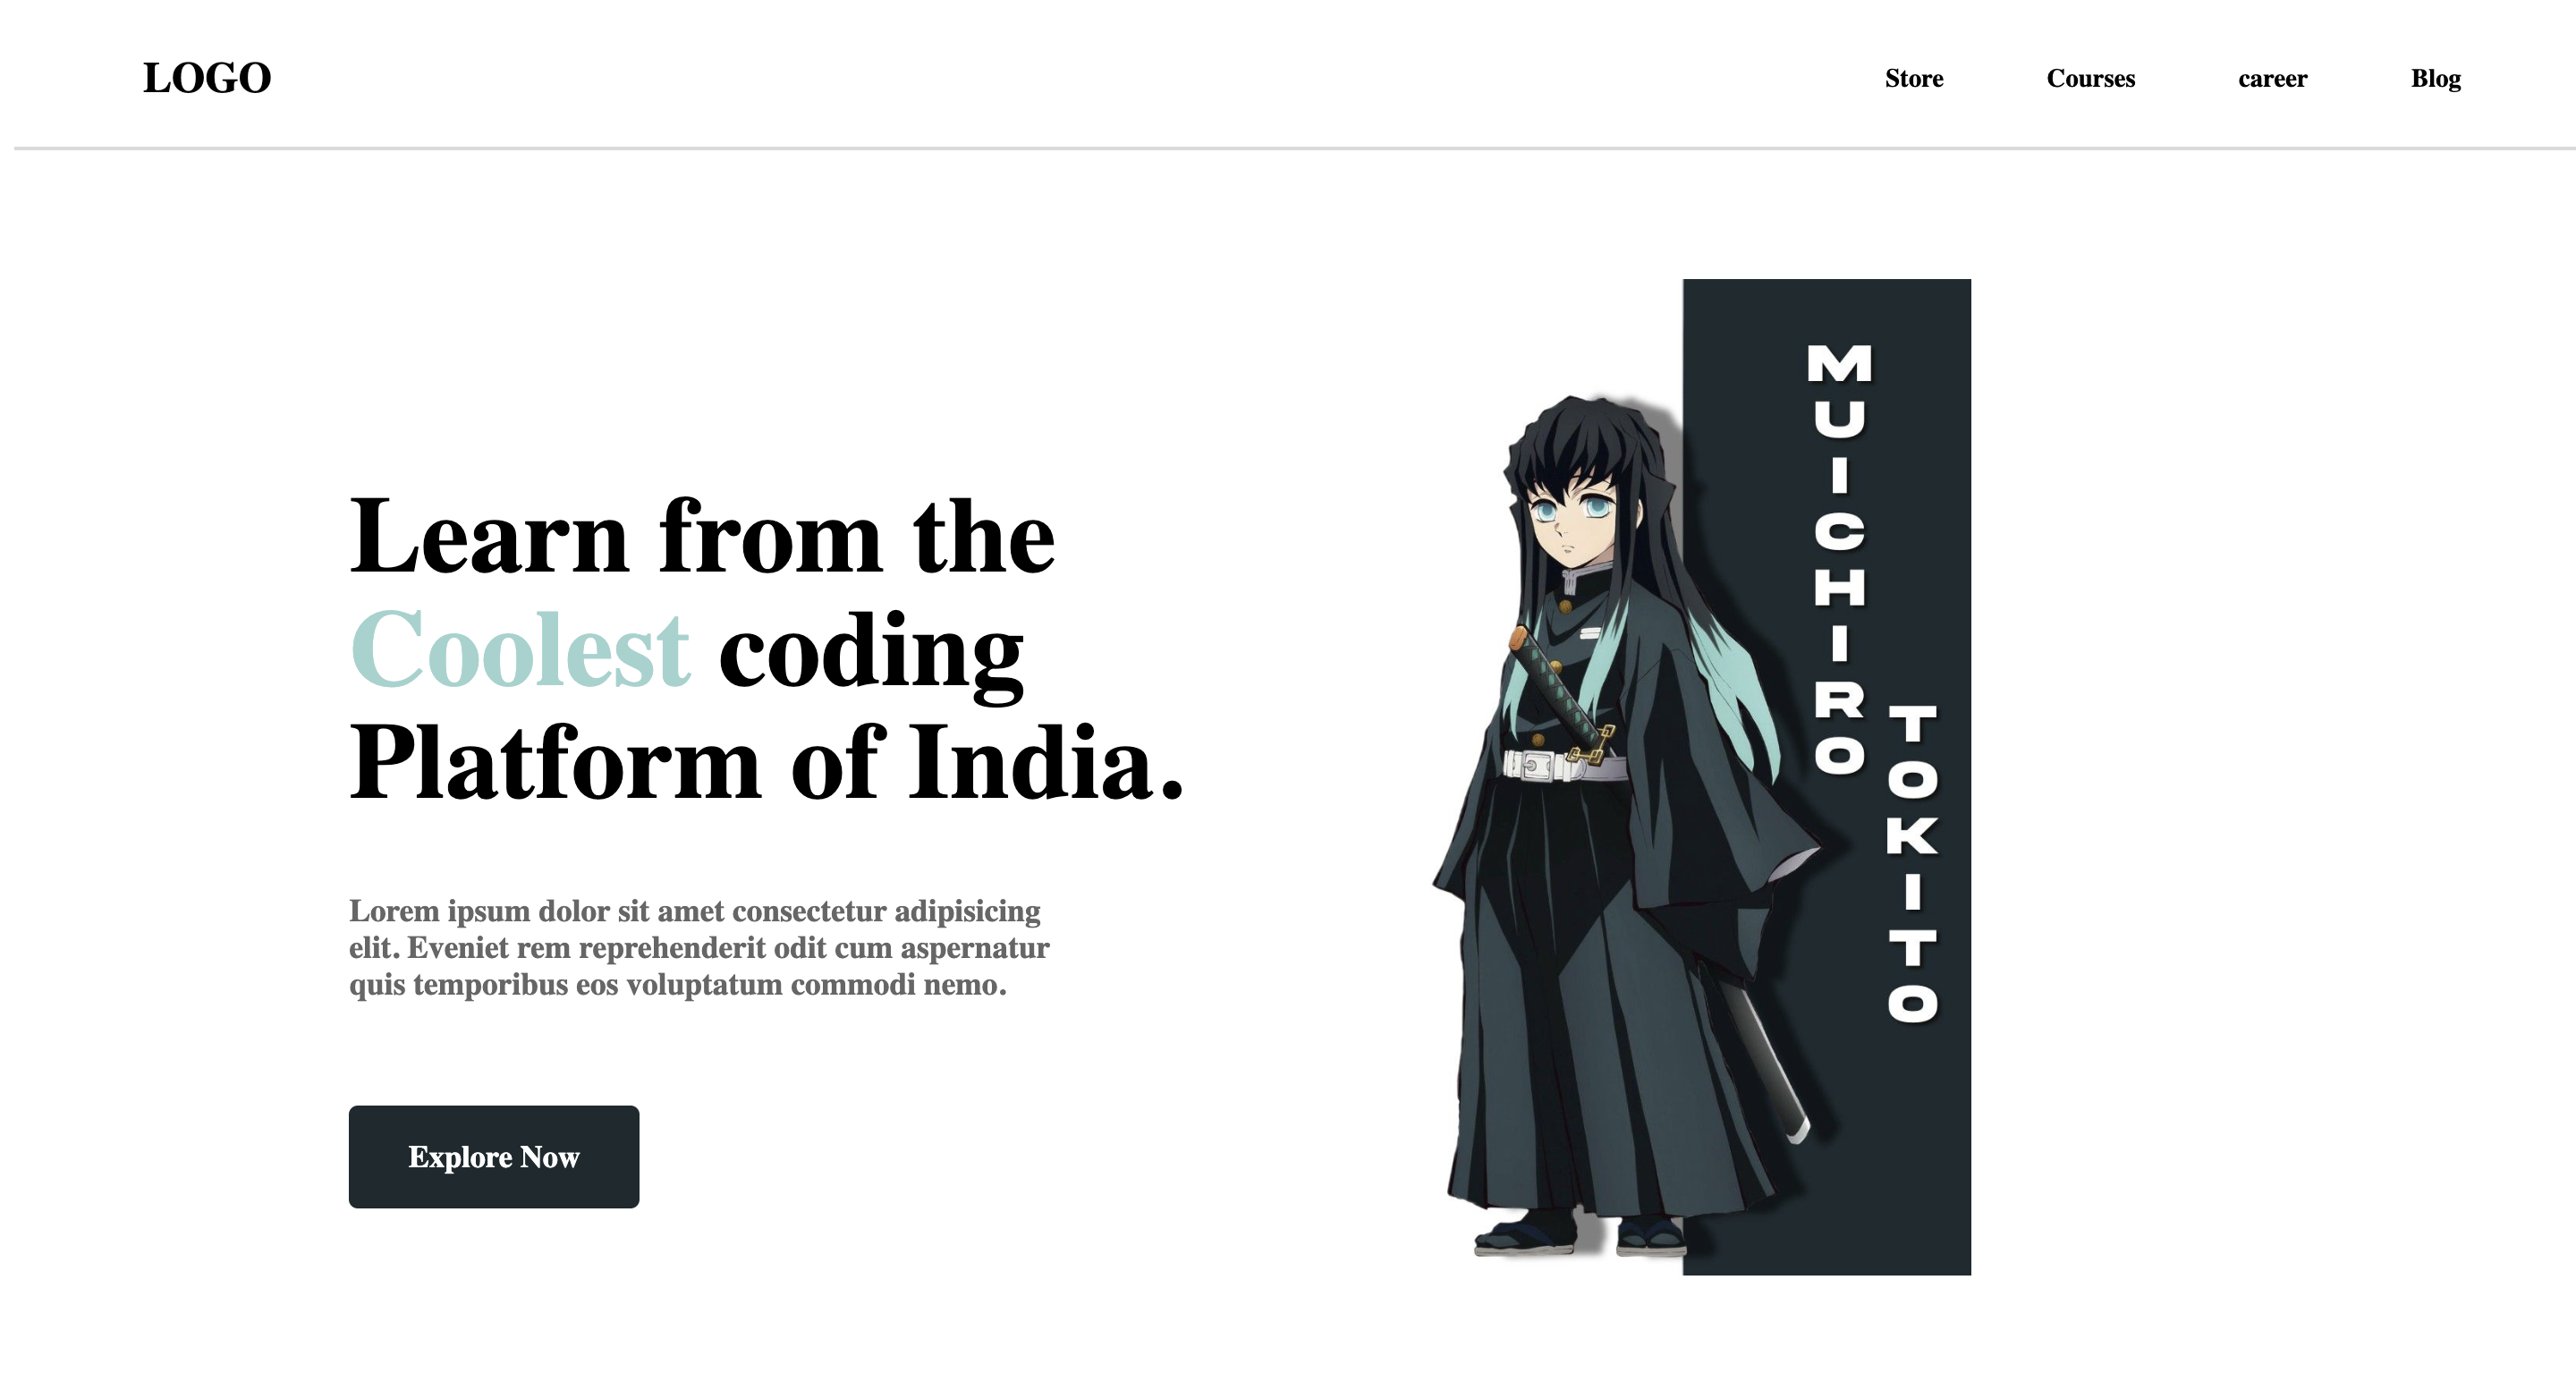 LOGO
Store
Courses
career
Blog
Learn from the
Coolest coding
Platform of India.
Lorem ipsum dolor sit amet consectetur adipisicing
elit. Eveniet rem reprehenderit odit cum aspernatur
quis temporibus eos voluptatum commodi nemo.
Explore Now
MUICHIRO
TOKITO